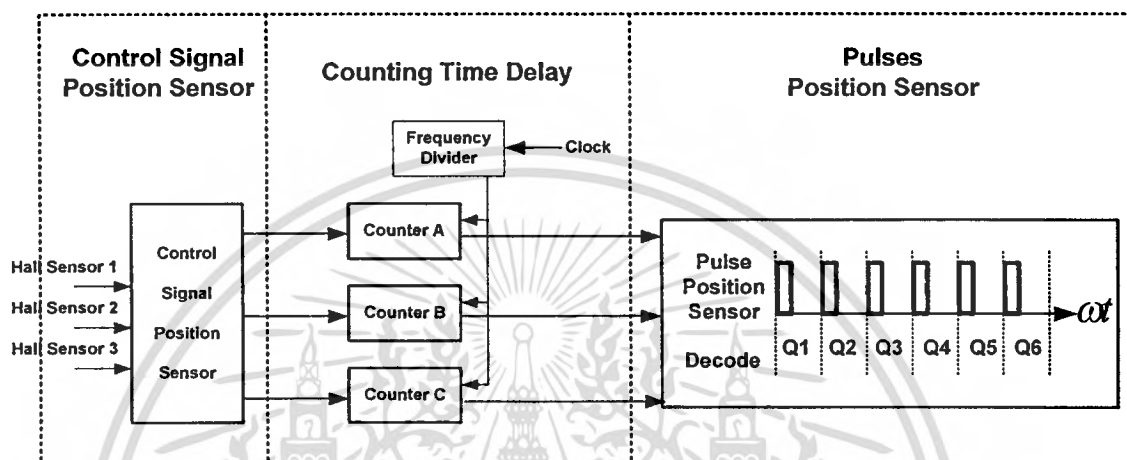 Control Signal
Position Sensor
Counting Time Delay
Pulses
Position Sensor
Frequency
Divider
Clock
Hall Sensor 1
Hall Sensor 2
Hall Sensor 3
Control
Signal
Position
Sensor
Counter A
Counter B
Counter C
Pulse
Position
Sensor
ωt
Decode
Q1 Q2 Q3 Q4 Q5 Q6